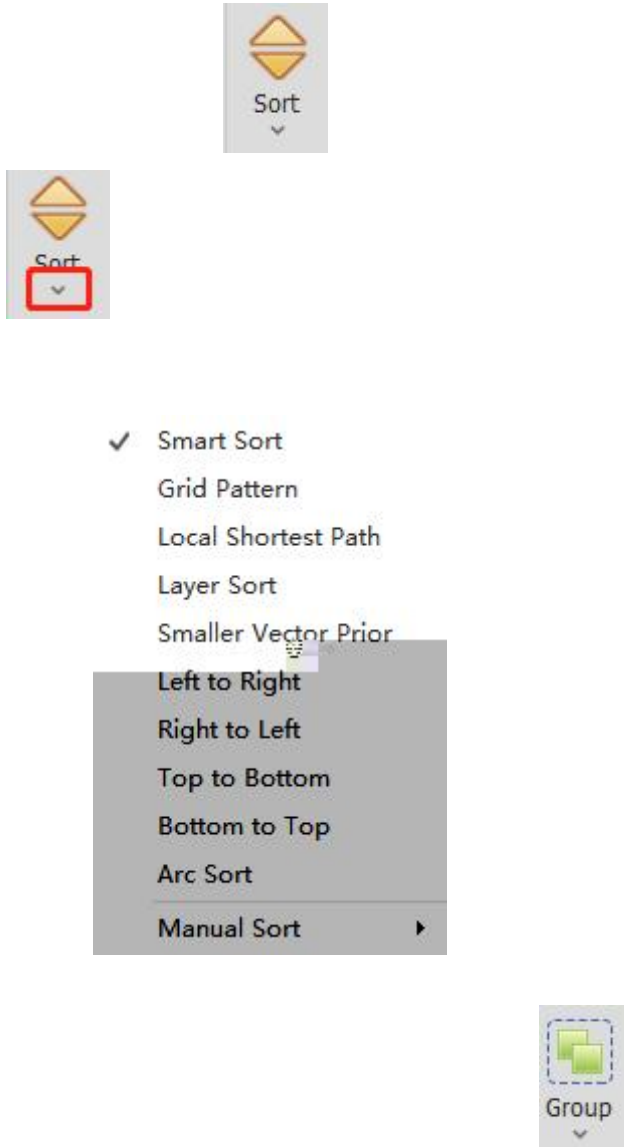 Sort
Sort
Smart Sort
Grid Pattern
Local Shortest Path
Layer Sort
Smaller Vector Prior
Left to Right
Right to Left
Top to Bottom
Bottom to Top
Arc Sort
Manual Sort
Group